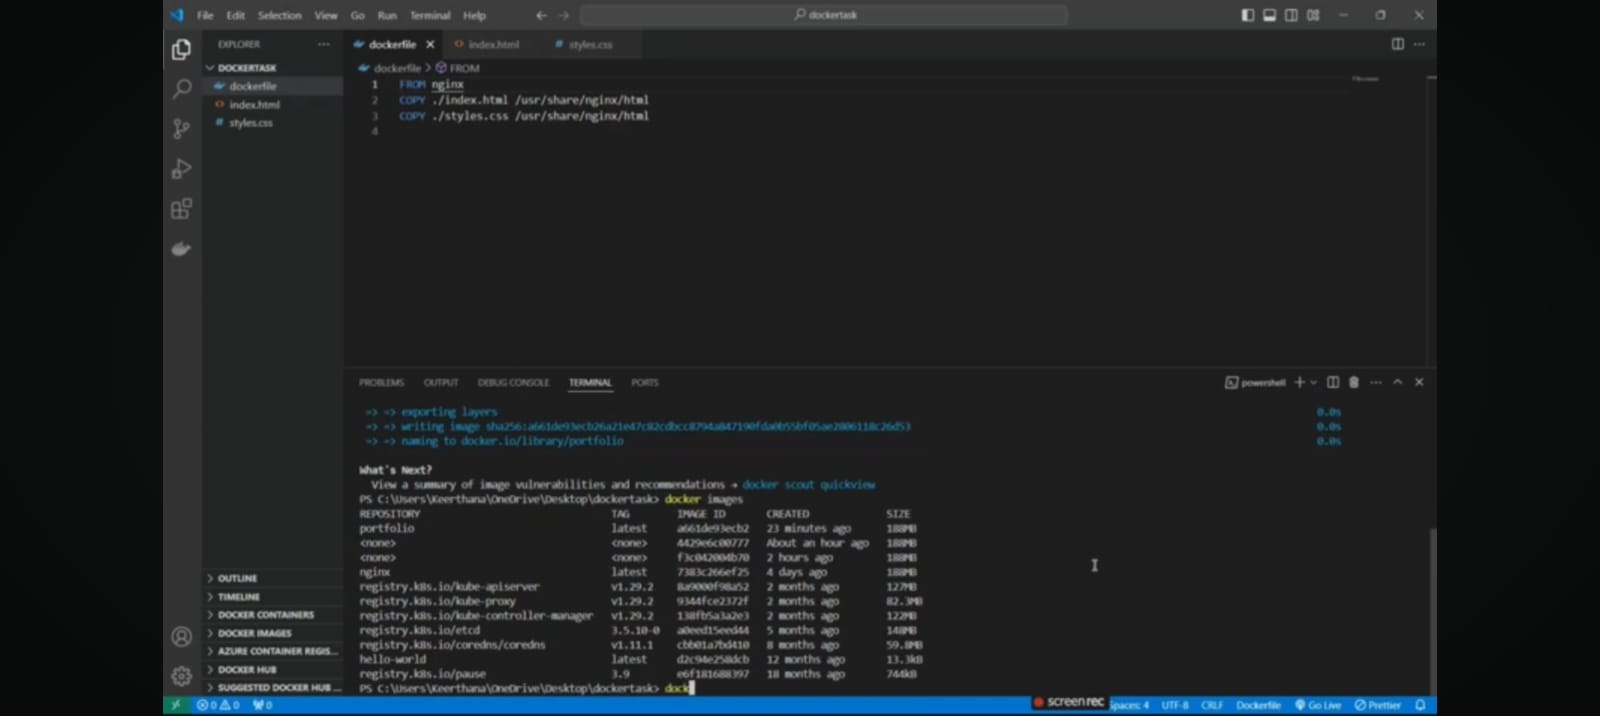 File Edit Selection View Go Run Terminal Help
dockertask
EXPLORER
dockerfile index.html styles.css
DOCKERTASK
dockerfile > FROM
dockerfile
index.html
styles.css
1 FROM nginx
2 COPY ./index.html /usr/share/nginx/html
3 COPY ./styles.css /usr/share/nginx/html
4
PROBLEMS OUTPUT DEBUG CONSOLE TERMINAL PORTS
powershell
=> => exporting layers 0.0s
=> => writing image 0.0s
=> => naming to docker.io/library/portfolio 0.0s
What's Next?
View a summary of image vulnerabilities and recommendations → docker scout quickview
PS C:\Users\Keerthana\OneDrive\Desktop\dockertask> docker images
REPOSITORY TAG IMAGE ID CREATED SIZE
portfolio latest a661de93ecb2 23 minutes ago 188MB
<none> <none> 4429e6c00777 About an hour ago 188MB
<none> <none> f3c042004b70 2 hours ago 188MB
nginx latest 7383c266ef25 4 days ago 188MB
registry.k8s.io/kube-apiserver v1.29.2 8a9000f98a52 2 months ago 127MB
registry.k8s.io/kube-proxy v1.29.2 9344fce2372f 2 months ago 82.3MB
registry.k8s.io/kube-controller-manager v1.29.2 138fb5a3a2e3 2 months ago 122MB
registry.k8s.io/etcd 3.5.10-0 a0eed15eed44 5 months ago 148MB
registry.k8s.io/coredns/coredns v1.11.1 cbb01a7bd410 8 months ago 59.8MB
hello-world latest d2c94e258dcb 12 months ago 13.3kB
registry.k8s.io/pause 3.9 e6f181688397 18 months ago 744kB
PS C:\Users\Keerthana\OneDrive\Desktop\dockertask> dock
OUTLINE
TIMELINE
DOCKER CONTAINERS
DOCKER IMAGES
AZURE CONTAINER REGIS...
DOCKER HUB
SUGGESTED DOCKER HUB ...
0 0 0
screenrec
Spaces: 4 UTF-8 CRLF Dockerfile Go Live Prettier